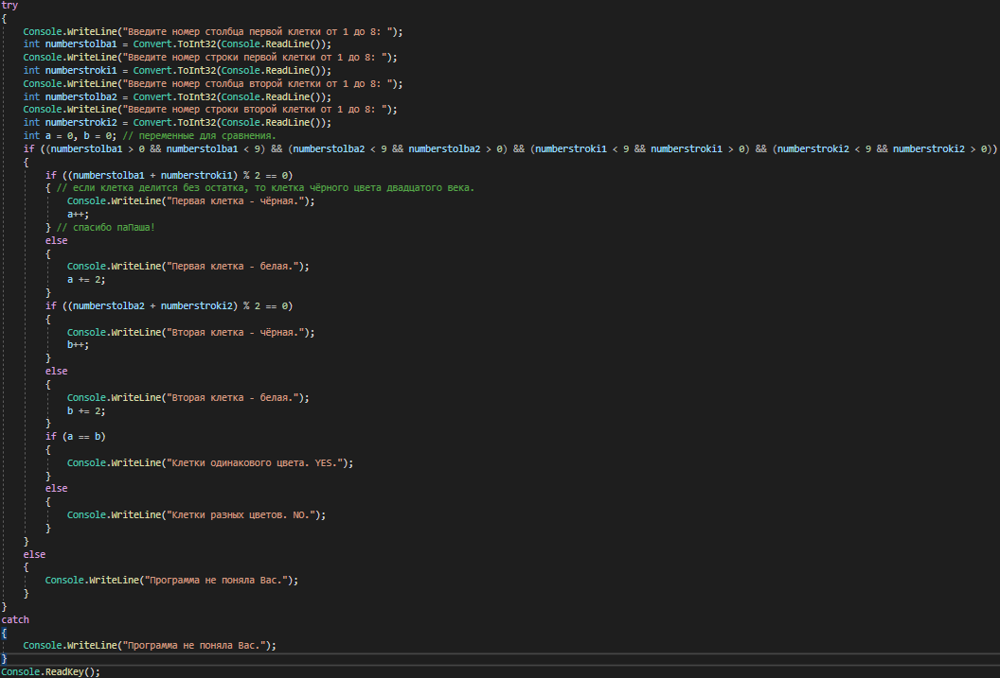 try
{
Console.WriteLine("Введите номер столбца первой клетки от 1 до 8: ");
int numberstolba1 = Convert.ToInt32(Console.ReadLine());
Console.WriteLine("Введите номер строки первой клетки от 1 до 8: ");
int numberstroki1 = Convert.ToInt32(Console.ReadLine());
Console.WriteLine("Введите номер столбца второй клетки от 1 до 8: ");
int numberstolba2 = Convert.ToInt32(Console.ReadLine());
Console.WriteLine("Введите номер строки второй клетки от 1 до 8: ");
int numberstroki2 = Convert.ToInt32(Console.ReadLine());
int a = 0, b = 0; // переменные для сравнения.
if ((numberstolba1 > 0 && numberstolba1 < 9) && (numberstolba2 < 9 && numberstolba2 > 0) && (numberstroki1 < 9 && numberstroki1 > 0) && (numberstroki2 < 9 && numberstroki2 > 0))
{
if ((numberstolba1 + numberstroki1) % 2 == 0)
{ // если клетка делится без остатка, то клетка чёрного цвета двадцатого века.
Console.WriteLine("Первая клетка - чёрная.");
a++;
} // спасибо паПаша!
else
{
Console.WriteLine("Первая клетка - белая.");
a += 2;
}
if ((numberstolba2 + numberstroki2) % 2 == 0)
{
Console.WriteLine("Вторая клетка - чёрная.");
b++;
}
else
{
Console.WriteLine("Вторая клетка - белая.");
b += 2;
}
if (a == b)
{
Console.WriteLine("Клетки одинакового цвета. YES.");
}
else
{
Console.WriteLine("Клетки разных цветов. NO.");
}
}
else
{
Console.WriteLine("Программа не поняла Вас.");
}
}
catch
{
Console.WriteLine("Программа не поняла Вас.");
}
Console.ReadKey();